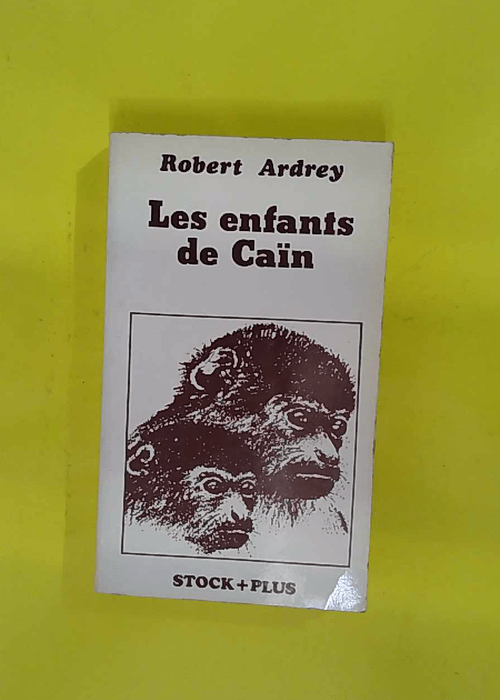 Robert Ardrey
Les enfants
de Caïn
STOCK+PLUS